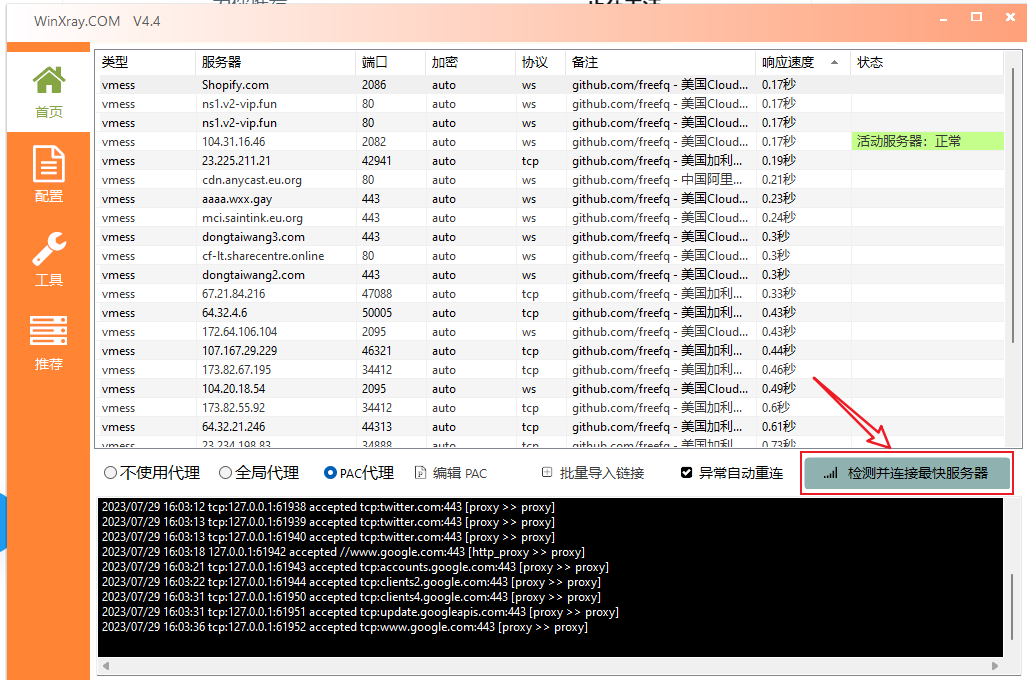 WinXray.COM V4.4
首页
配置
工具
推荐
类型 服务器 端口 加密 协议 备注 响应速度 状态
vmess Shopify.com 2086 auto ws github.com/freefq - 美国Cloud... 0.17秒
vmess ns1.v2-vip.fun 80 auto ws github.com/freefq - 美国Cloud... 0.17秒
vmess ns1.v2-vip.fun 80 auto ws github.com/freefq - 美国Cloud... 0.17秒
vmess 104.31.16.46 2082 auto ws github.com/freefq - 美国Cloud... 0.17秒 活动服务器：正常
vmess 23.225.211.21 42941 auto tcp github.com/freefq - 美国加利... 0.19秒
vmess cdn.anycast.eu.org 80 auto ws github.com/freefq - 中国阿里... 0.21秒
vmess aaaa.wxx.gay 443 auto ws github.com/freefq - 美国Cloud... 0.23秒
vmess mci.saintink.eu.org 443 auto ws github.com/freefq - 美国Cloud... 0.24秒
vmess dongtaiwang3.com 443 auto ws github.com/freefq - 美国Cloud... 0.3秒
vmess cf-lt.sharecentre.online 80 auto ws github.com/freefq - 美国Cloud... 0.3秒
vmess dongtaiwang2.com 443 auto ws github.com/freefq - 美国Cloud... 0.3秒
vmess 67.21.84.216 47088 auto tcp github.com/freefq - 美国加利... 0.33秒
vmess 64.32.4.6 50005 auto tcp github.com/freefq - 美国加利... 0.43秒
vmess 172.64.106.104 2095 auto ws github.com/freefq - 美国Cloud... 0.43秒
vmess 107.167.29.229 46321 auto tcp github.com/freefq - 美国加利... 0.44秒
vmess 173.82.67.195 34412 auto tcp github.com/freefq - 美国加利... 0.46秒
vmess 104.20.18.54 2095 auto ws github.com/freefq - 美国Cloud... 0.49秒
vmess 173.82.55.92 34412 auto tcp github.com/freefq - 美国加利... 0.6秒
vmess 64.32.21.246 44313 auto tcp github.com/freefq - 美国加利... 0.61秒
vmess 23.234.198.83 34888 auto tcp github.com/freefq - 美国加利... 0.73秒
不使用代理 全局代理 PAC代理 编辑 PAC 批量导入链接 异常自动重连 检测并连接最快服务器
2023/07/29 16:03:12 tcp:127.0.0.1:61938 accepted tcp:twitter.com:443 [proxy >> proxy]
2023/07/29 16:03:13 tcp:127.0.0.1:61939 accepted tcp:twitter.com:443 [proxy >> proxy]
2023/07/29 16:03:13 tcp:127.0.0.1:61940 accepted tcp:twitter.com:443 [proxy >> proxy]
2023/07/29 16:03:18 127.0.0.1:61942 accepted //www.google.com:443 [http_proxy >> proxy]
2023/07/29 16:03:21 tcp:127.0.0.1:61943 accepted tcp:accounts.google.com:443 [proxy >> proxy]
2023/07/29 16:03:22 tcp:127.0.0.1:61944 accepted tcp:clients2.google.com:443 [proxy >> proxy]
2023/07/29 16:03:31 tcp:127.0.0.1:61950 accepted tcp:clients4.google.com:443 [proxy >> proxy]
2023/07/29 16:03:31 tcp:127.0.0.1:61951 accepted tcp:update.googleapis.com:443 [proxy >> proxy]
2023/07/29 16:03:36 tcp:127.0.0.1:61952 accepted tcp:www.google.com:443 [proxy >> proxy]